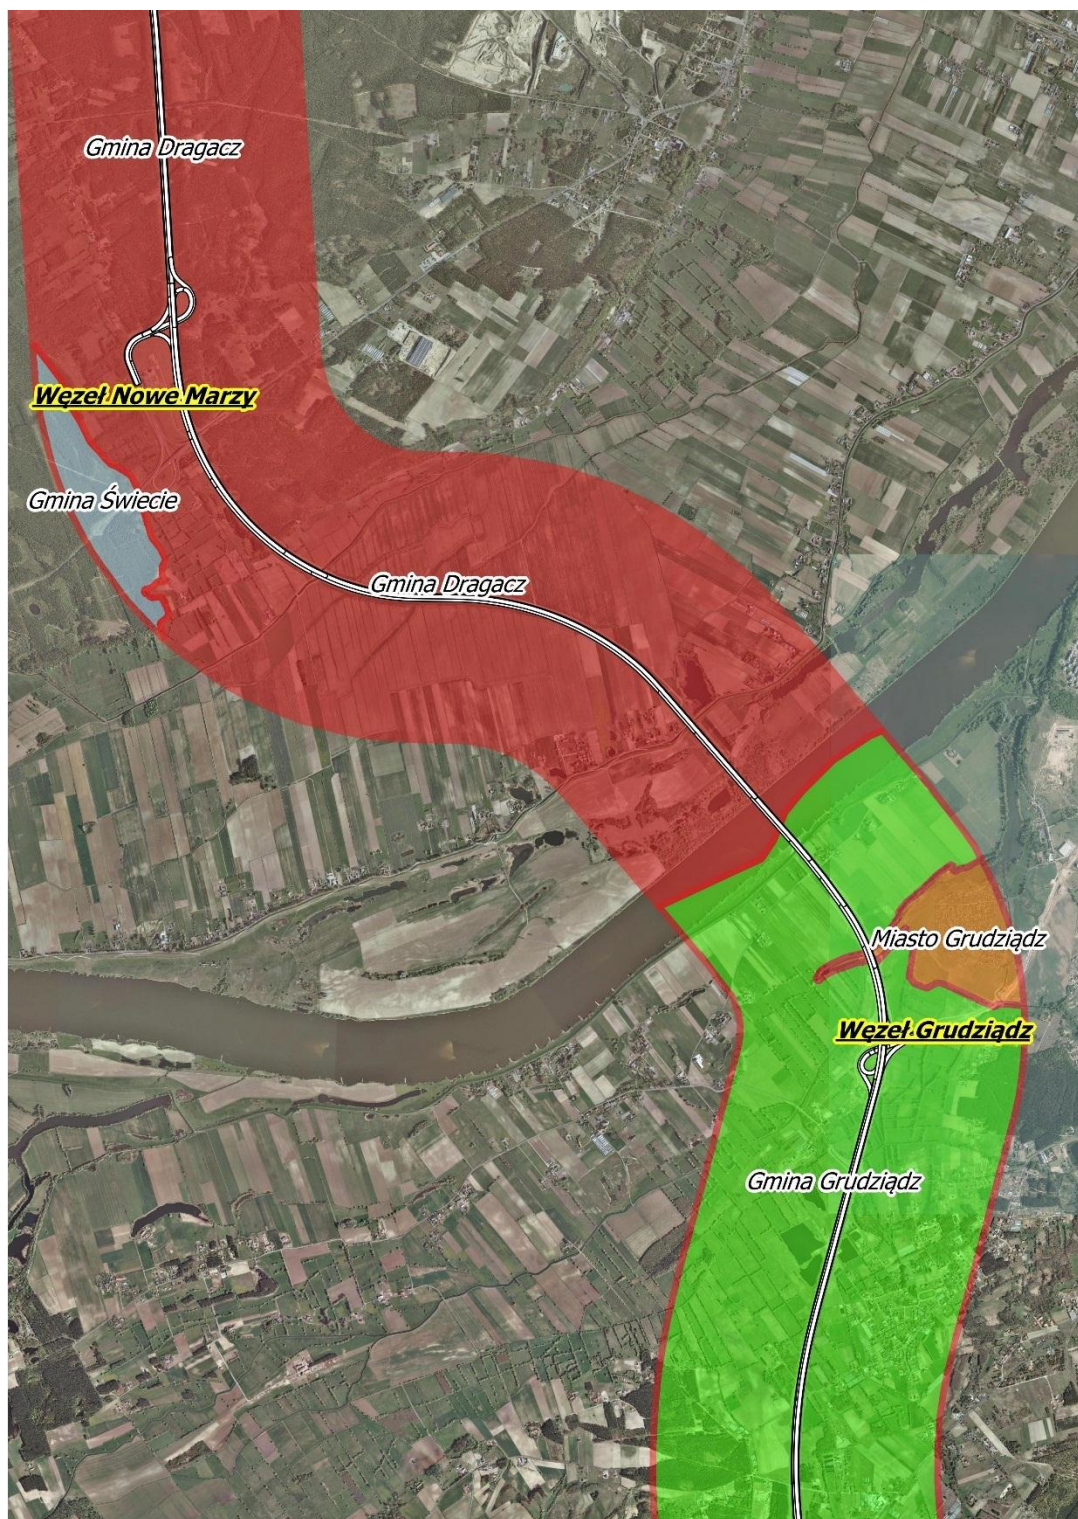 Gmina Dragacz
Węzeł Nowe Marzy
Gmina Świecie
Gmina Dragacz
Miasto Grudziądz
Węzeł Grudziądz
Gmina Grudziądz